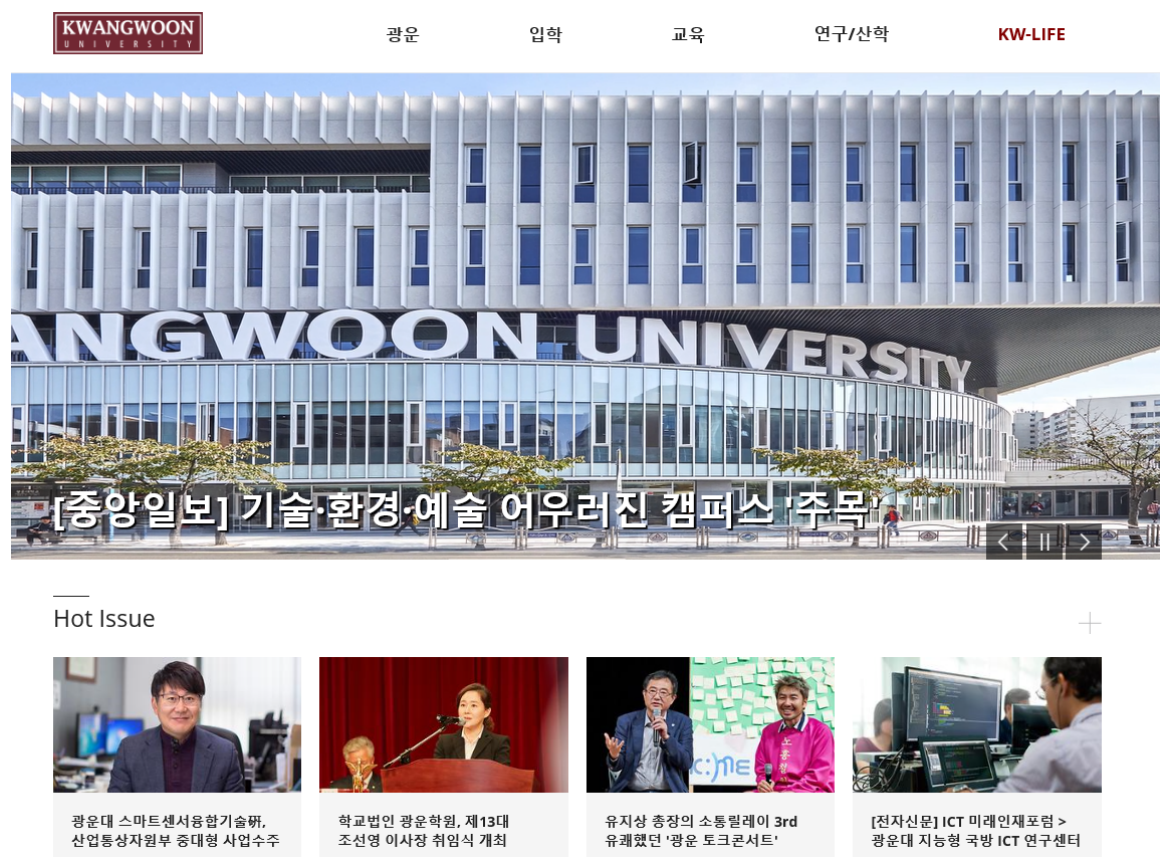 KWANGWOON
UNIVERSITY
광운
입학
교육
연구/산학
KW-LIFE
ANGWOON UNIVERSITY
[중앙일보] 기술·환경·예술 어우러진 캠퍼스 '주목'
Hot Issue
노홍철
광운대 스마트센서융합기술硏,
산업통상자원부 중대형 사업수주
학교법인 광운학원, 제13대
조선영 이사장 취임식 개최
유지상 총장의 소통릴레이 3rd
유쾌했던 '광운 토크콘서트'
[전자신문] ICT 미래인재포럼 >
광운대 지능형 국방 ICT 연구센터